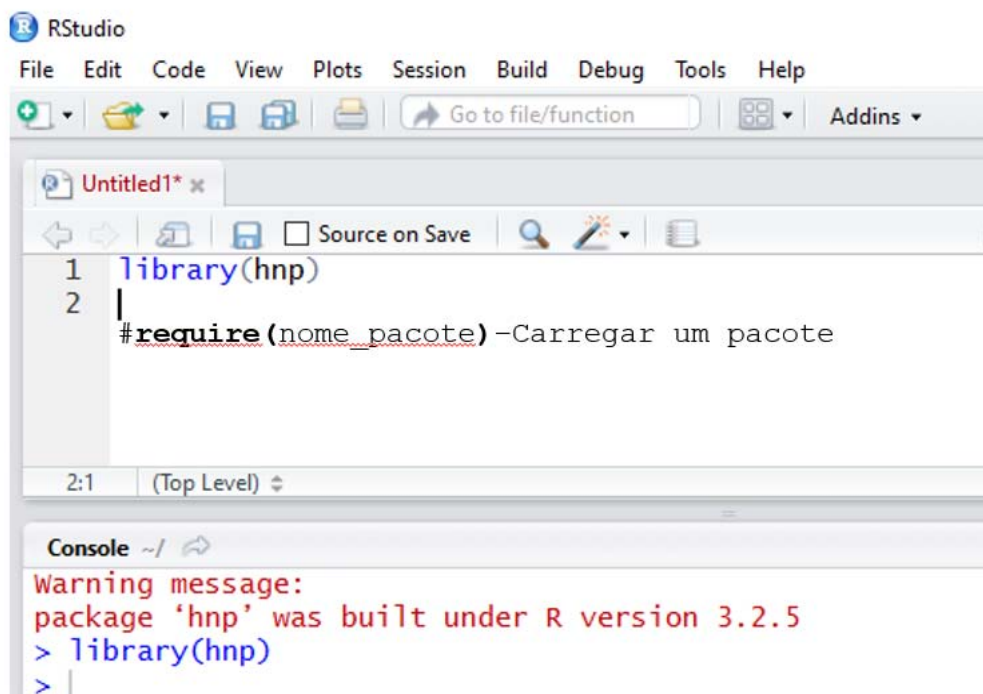 RStudio
File Edit Code View Plots Session Build Debug Tools Help
Go to file/function Addins
Untitled1* x
Source on Save
1 library(hnp)
2
#require(nome_pacote)-Carregar um pacote
2:1 (Top Level)
Console ~/
Warning message:
package ‘hnp’ was built under R version 3.2.5
> library(hnp)
>